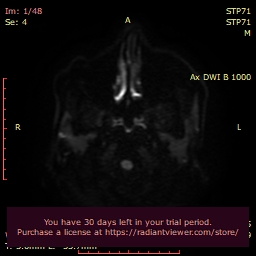 Im: 1/48
Se: 4
A
STP71
STP71
M
Ax DWI B 1000
R
L
You have 30 days left in your trial period.
Purchase a license at https://radiantviewer.com/store/